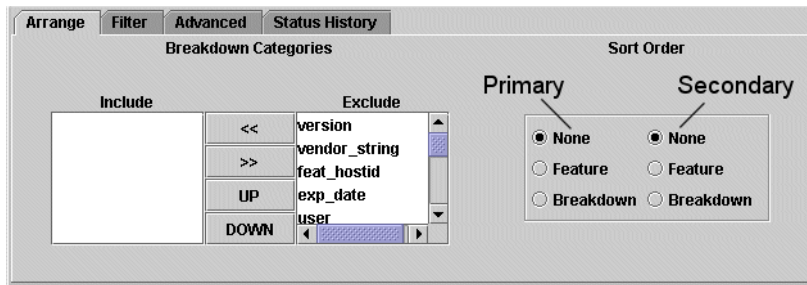 Arrange Filter Advanced Status History
Breakdown Categories Sort Order
Primary Secondary
Include Exclude
<< version
vendor_string
>> feat_hostid
UP exp_date
user
DOWN
None None
Feature Feature
Breakdown Breakdown